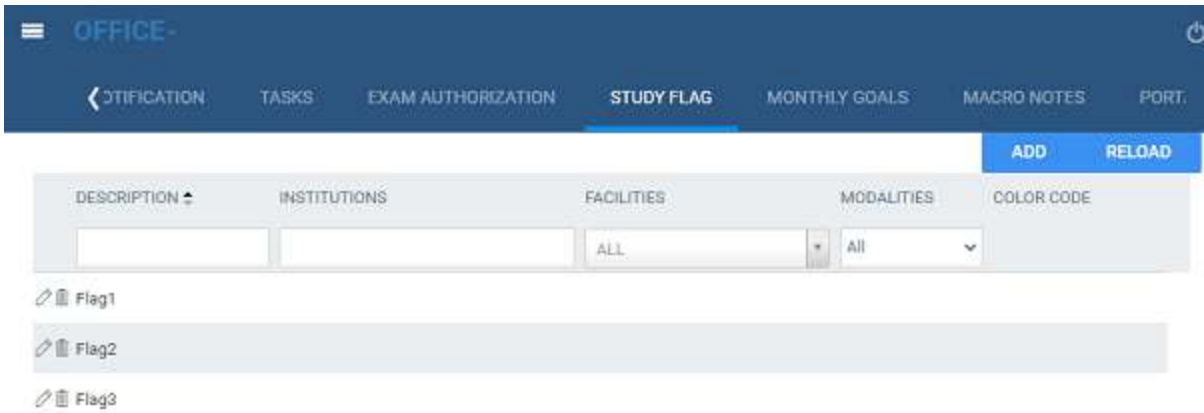 OFFICE-
OTIFICATION TASKS EXAM AUTHORIZATION STUDY FLAG MONTHLY GOALS MACRO NOTES PORT.
ADD RELOAD
DESCRIPTION INSTITUTIONS FACILITIES MODALITIES COLOR CODE
ALL All
Flag1
Flag2
Flag3